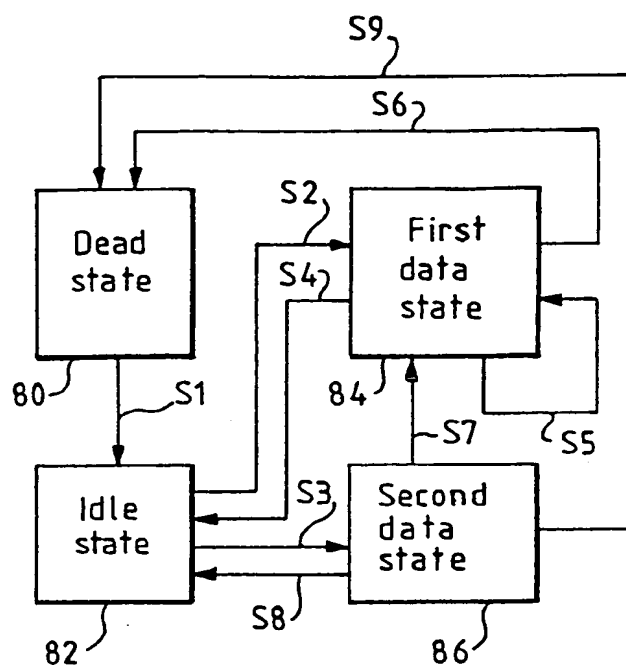 S9
S6
S2
Dead
state
First
data
state
S4
80
S1
84
S7
S5
Idle
state
S3
Second
data
state
S8
82
86